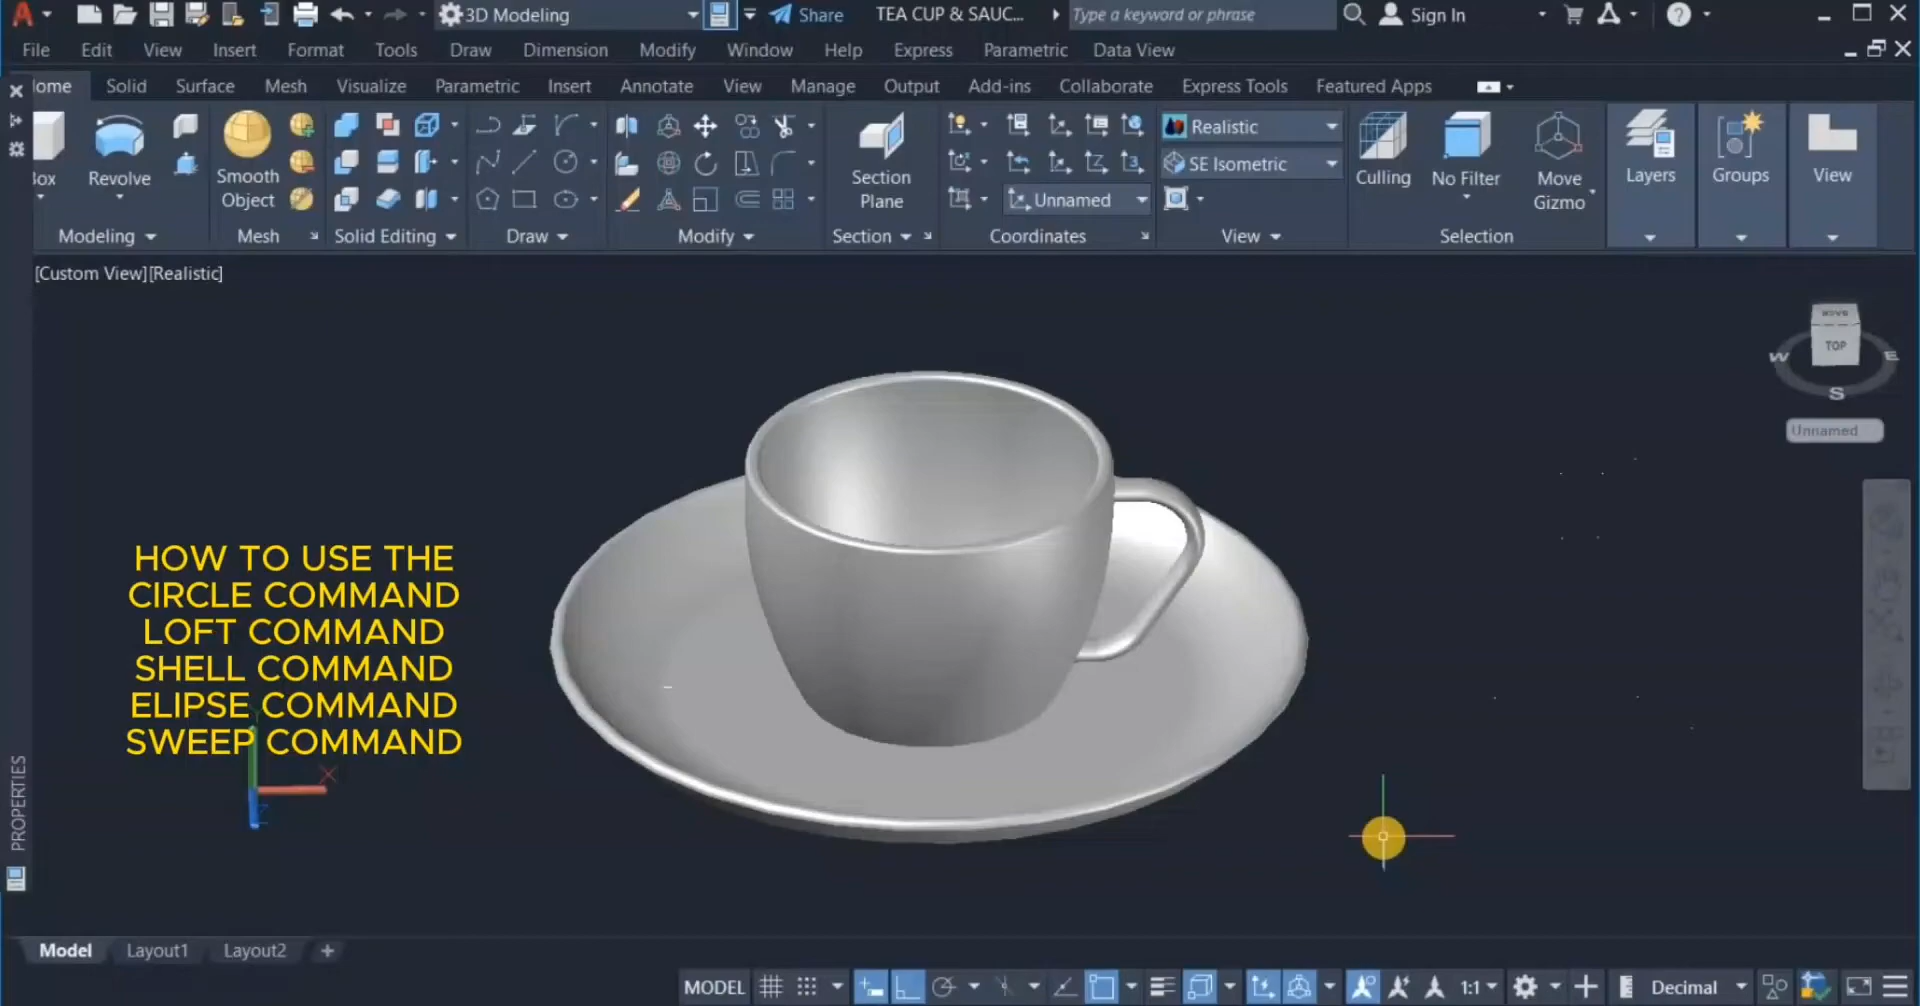 3D Modeling
Share
TEA CUP & SAUC...
Type a keyword or phrase
Sign In
File Edit View Insert Format Tools Draw Dimension Modify Window Help Express Parametric Data View
ome Solid Surface Mesh Visualize Parametric Insert Annotate View Manage Output Add-ins Collaborate Express Tools Featured Apps
Box
Revolve
Smooth
Object
Section
Plane
Unnamed
Realistic
SE Isometric
Culling
No Filter
Move
Gizmo
Layers
Groups
View
Modeling
Mesh
Solid Editing
Draw
Modify
Section
Coordinates
View
Selection
[Custom View][Realistic]
TOP
W
E
S
Unnamed
HOW TO USE THE
CIRCLE COMMAND
LOFT COMMAND
SHELL COMMAND
ELIPSE COMMAND
SWEEP COMMAND
X
Z
PROPERTIES
Model Layout1 Layout2 +
MODEL
1:1
Decimal